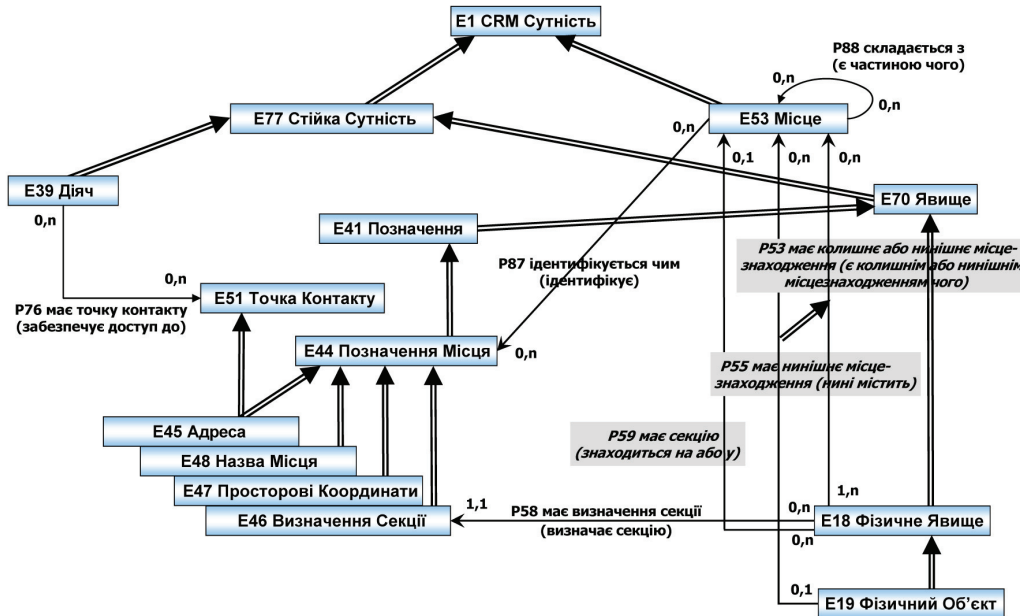 E1 CRM Сутність
P88 складається з
(є частиною чого)
0,n
0,n
E77 Стійка Сутність
E53 Місце
0,n
0,1
0,n
0,n
E39 Діяч
0,n
E70 Явище
E41 Позначення
P53 має колишнє або нинішнє місце-
знаходження (є колишнім або нинішнім
місцезнаходженням чого)
P87 ідентифікується чим
(ідентифікує)
0,n
E51 Точка Контакту
P76 має точку контакту
(забезпечує доступ до)
E44 Позначення Місця
0,n
P55 має нинішнє місце-
знаходження (нині містить)
E45 Адреса
P59 має секцію
(знаходиться на або у)
E48 Назва Місця
E47 Просторові Координати
1,n
1,1
P58 має визначення секції
(визначає секцію)
0,n
E46 Визначення Секції
E18 Фізичне Явище
0,n
0,1
E19 Фізичний Об’єкт